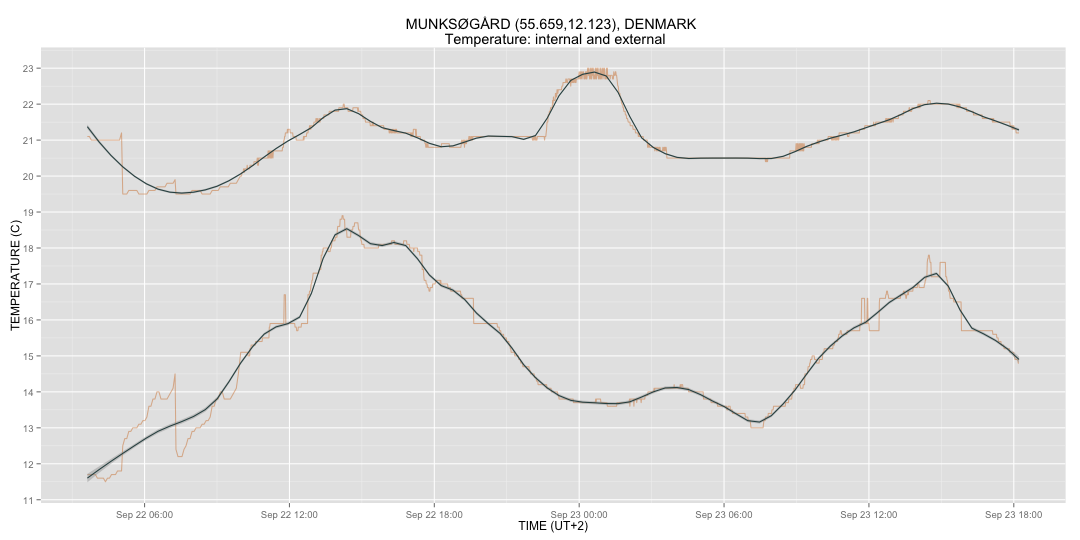 MUNKSØGÅRD (55.659,12.123), DENMARK
Temperature: internal and external
TEMPERATURE (C)
23
22
21
20
19
18
17
16
15
14
13
12
11
Sep 22 06:00
Sep 22 12:00
Sep 22 18:00
Sep 23 00:00
Sep 23 06:00
Sep 23 12:00
Sep 23 18:00
TIME (UT+2)